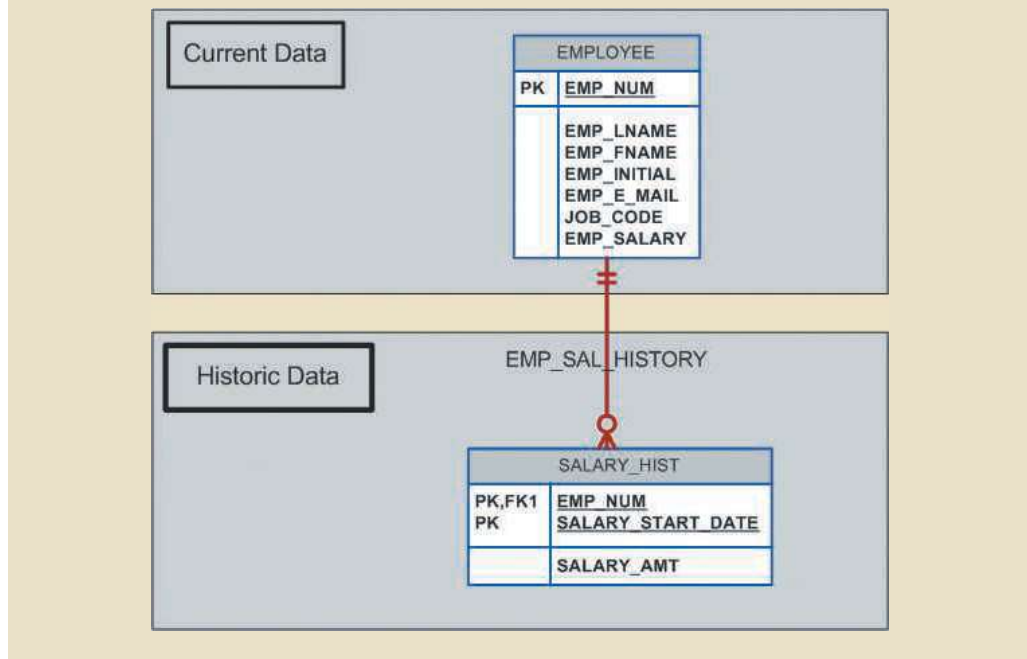 Current Data
EMPLOYEE
PK EMP_NUM
EMP_LNAME
EMP_FNAME
EMP_INITIAL
EMP_E_MAIL
JOB_CODE
EMP_SALARY
Historic Data
EMP_SAL_HISTORY
SALARY_HIST
PK,FK1 EMP_NUM
PK SALARY_START_DATE
SALARY_AMT